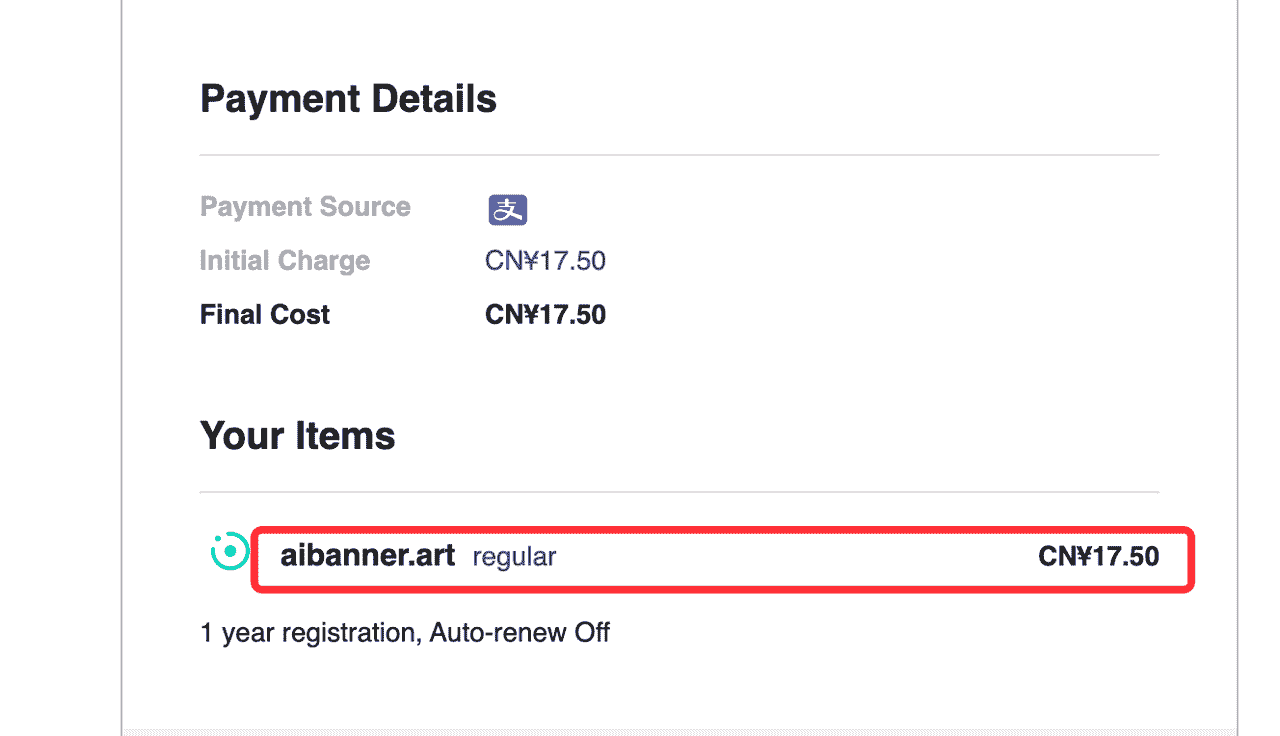 Payment Details
Payment Source 支
Initial Charge CN¥17.50
Final Cost CN¥17.50
Your Items
aibanner.art regular CN¥17.50
1 year registration, Auto-renew Off